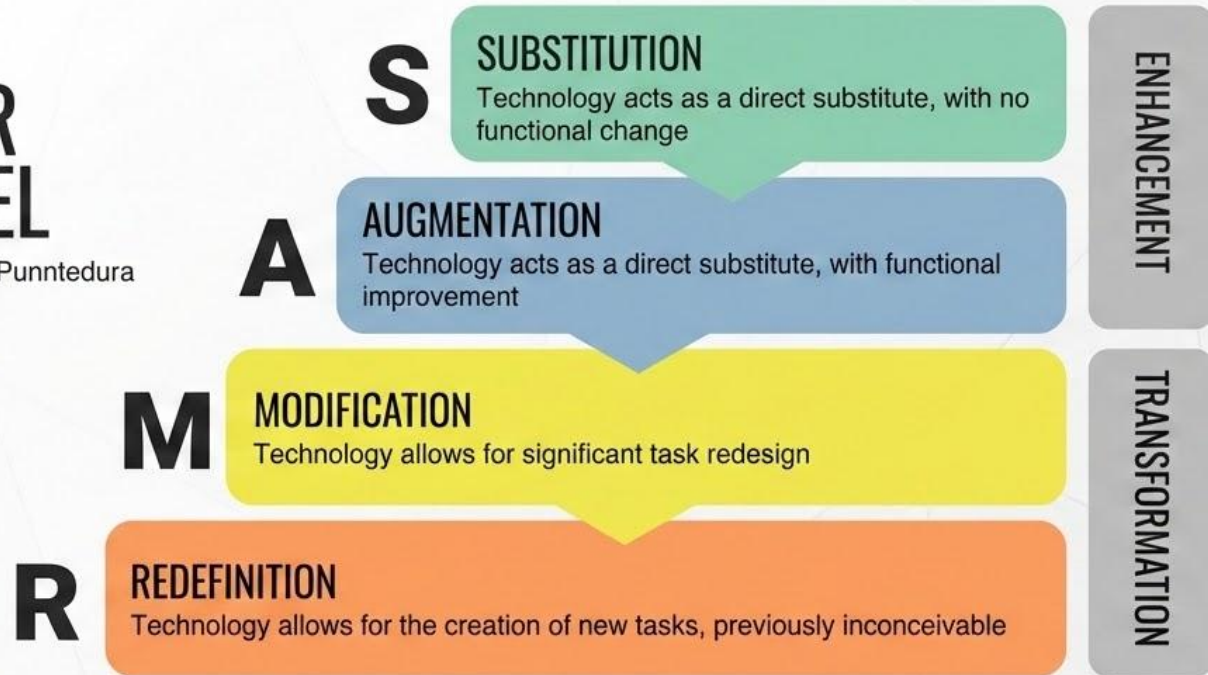 R
EL
Punntedura
S
SUBSTITUTION
Technology acts as a direct substitute, with no
functional change
A
AUGMENTATION
Technology acts as a direct substitute, with functional
improvement
M
MODIFICATION
Technology allows for significant task redesign
R
REDEFINITION
Technology allows for the creation of new tasks, previously inconceivable
ENHANCEMENT
TRANSFORMATION